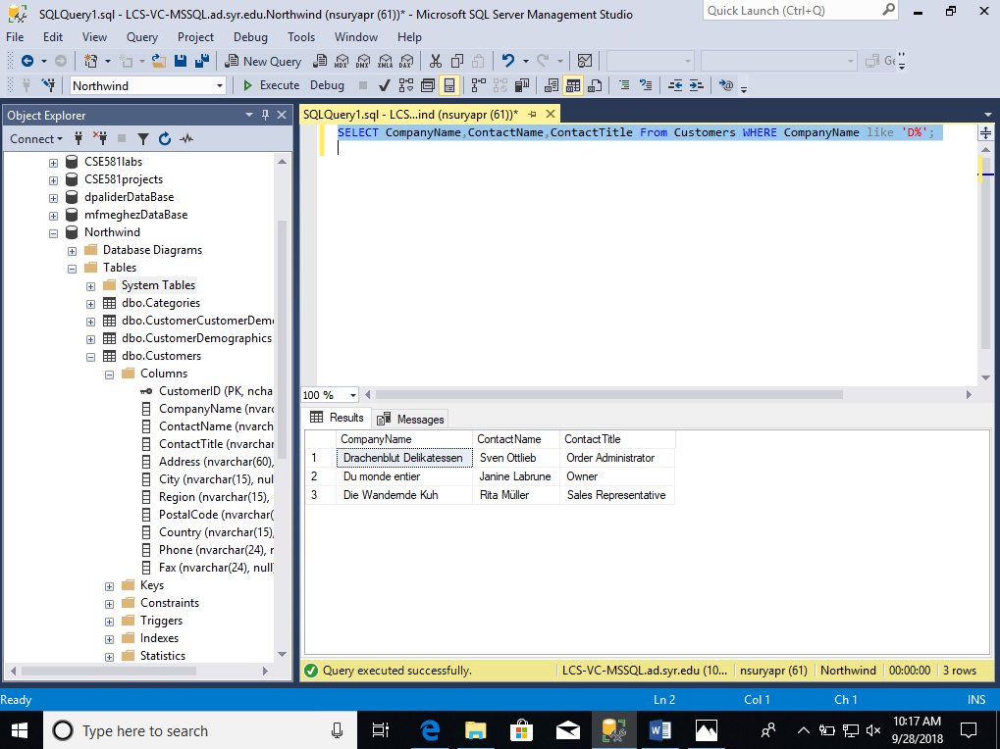 SQLQuery1.sql - LCS-VC-MSSQL.ad.syr.edu.Northwind (nsuryapr (61))* - Microsoft SQL Server Management Studio
Quick Launch (Ctrl+Q)
File Edit View Query Project Debug Tools Window Help
New Query MDX DMX XMLA DAX
Northwind Execute Debug
Object Explorer
Connect
CSE581labs
CSE581projects
dpaliderDataBase
mfmeghezDataBase
Northwind
Database Diagrams
Tables
System Tables
dbo.Categories
dbo.CustomerCustomerDem
dbo.CustomerDemographics
dbo.Customers
Columns
CustomerID (PK, ncha
CompanyName (nvarc
ContactName (nvarch
ContactTitle (nvarchar
Address (nvarchar(60),
City (nvarchar(15), nul
Region (nvarchar(15),
PostalCode (nvarchar(
Country (nvarchar(15),
Phone (nvarchar(24), n
Fax (nvarchar(24), null
Keys
Constraints
Triggers
Indexes
Statistics
SQLQuery1.sql - LCS...ind (nsuryapr (61))*
SELECT CompanyName,ContactName,ContactTitle From Customers WHERE CompanyName like 'D%';
100 %
Results Messages
CompanyName ContactName ContactTitle
1 Drachenblut Delikatessen Sven Ottlieb Order Administrator
2 Du monde entier Janine Labrune Owner
3 Die Wandernde Kuh Rita Müller Sales Representative
Query executed successfully. LCS-VC-MSSQL.ad.syr.edu (10... nsuryapr (61) Northwind 00:00:00 3 rows
Ready Ln 2 Col 1 Ch 1 INS
Type here to search
10:17 AM
9/28/2018